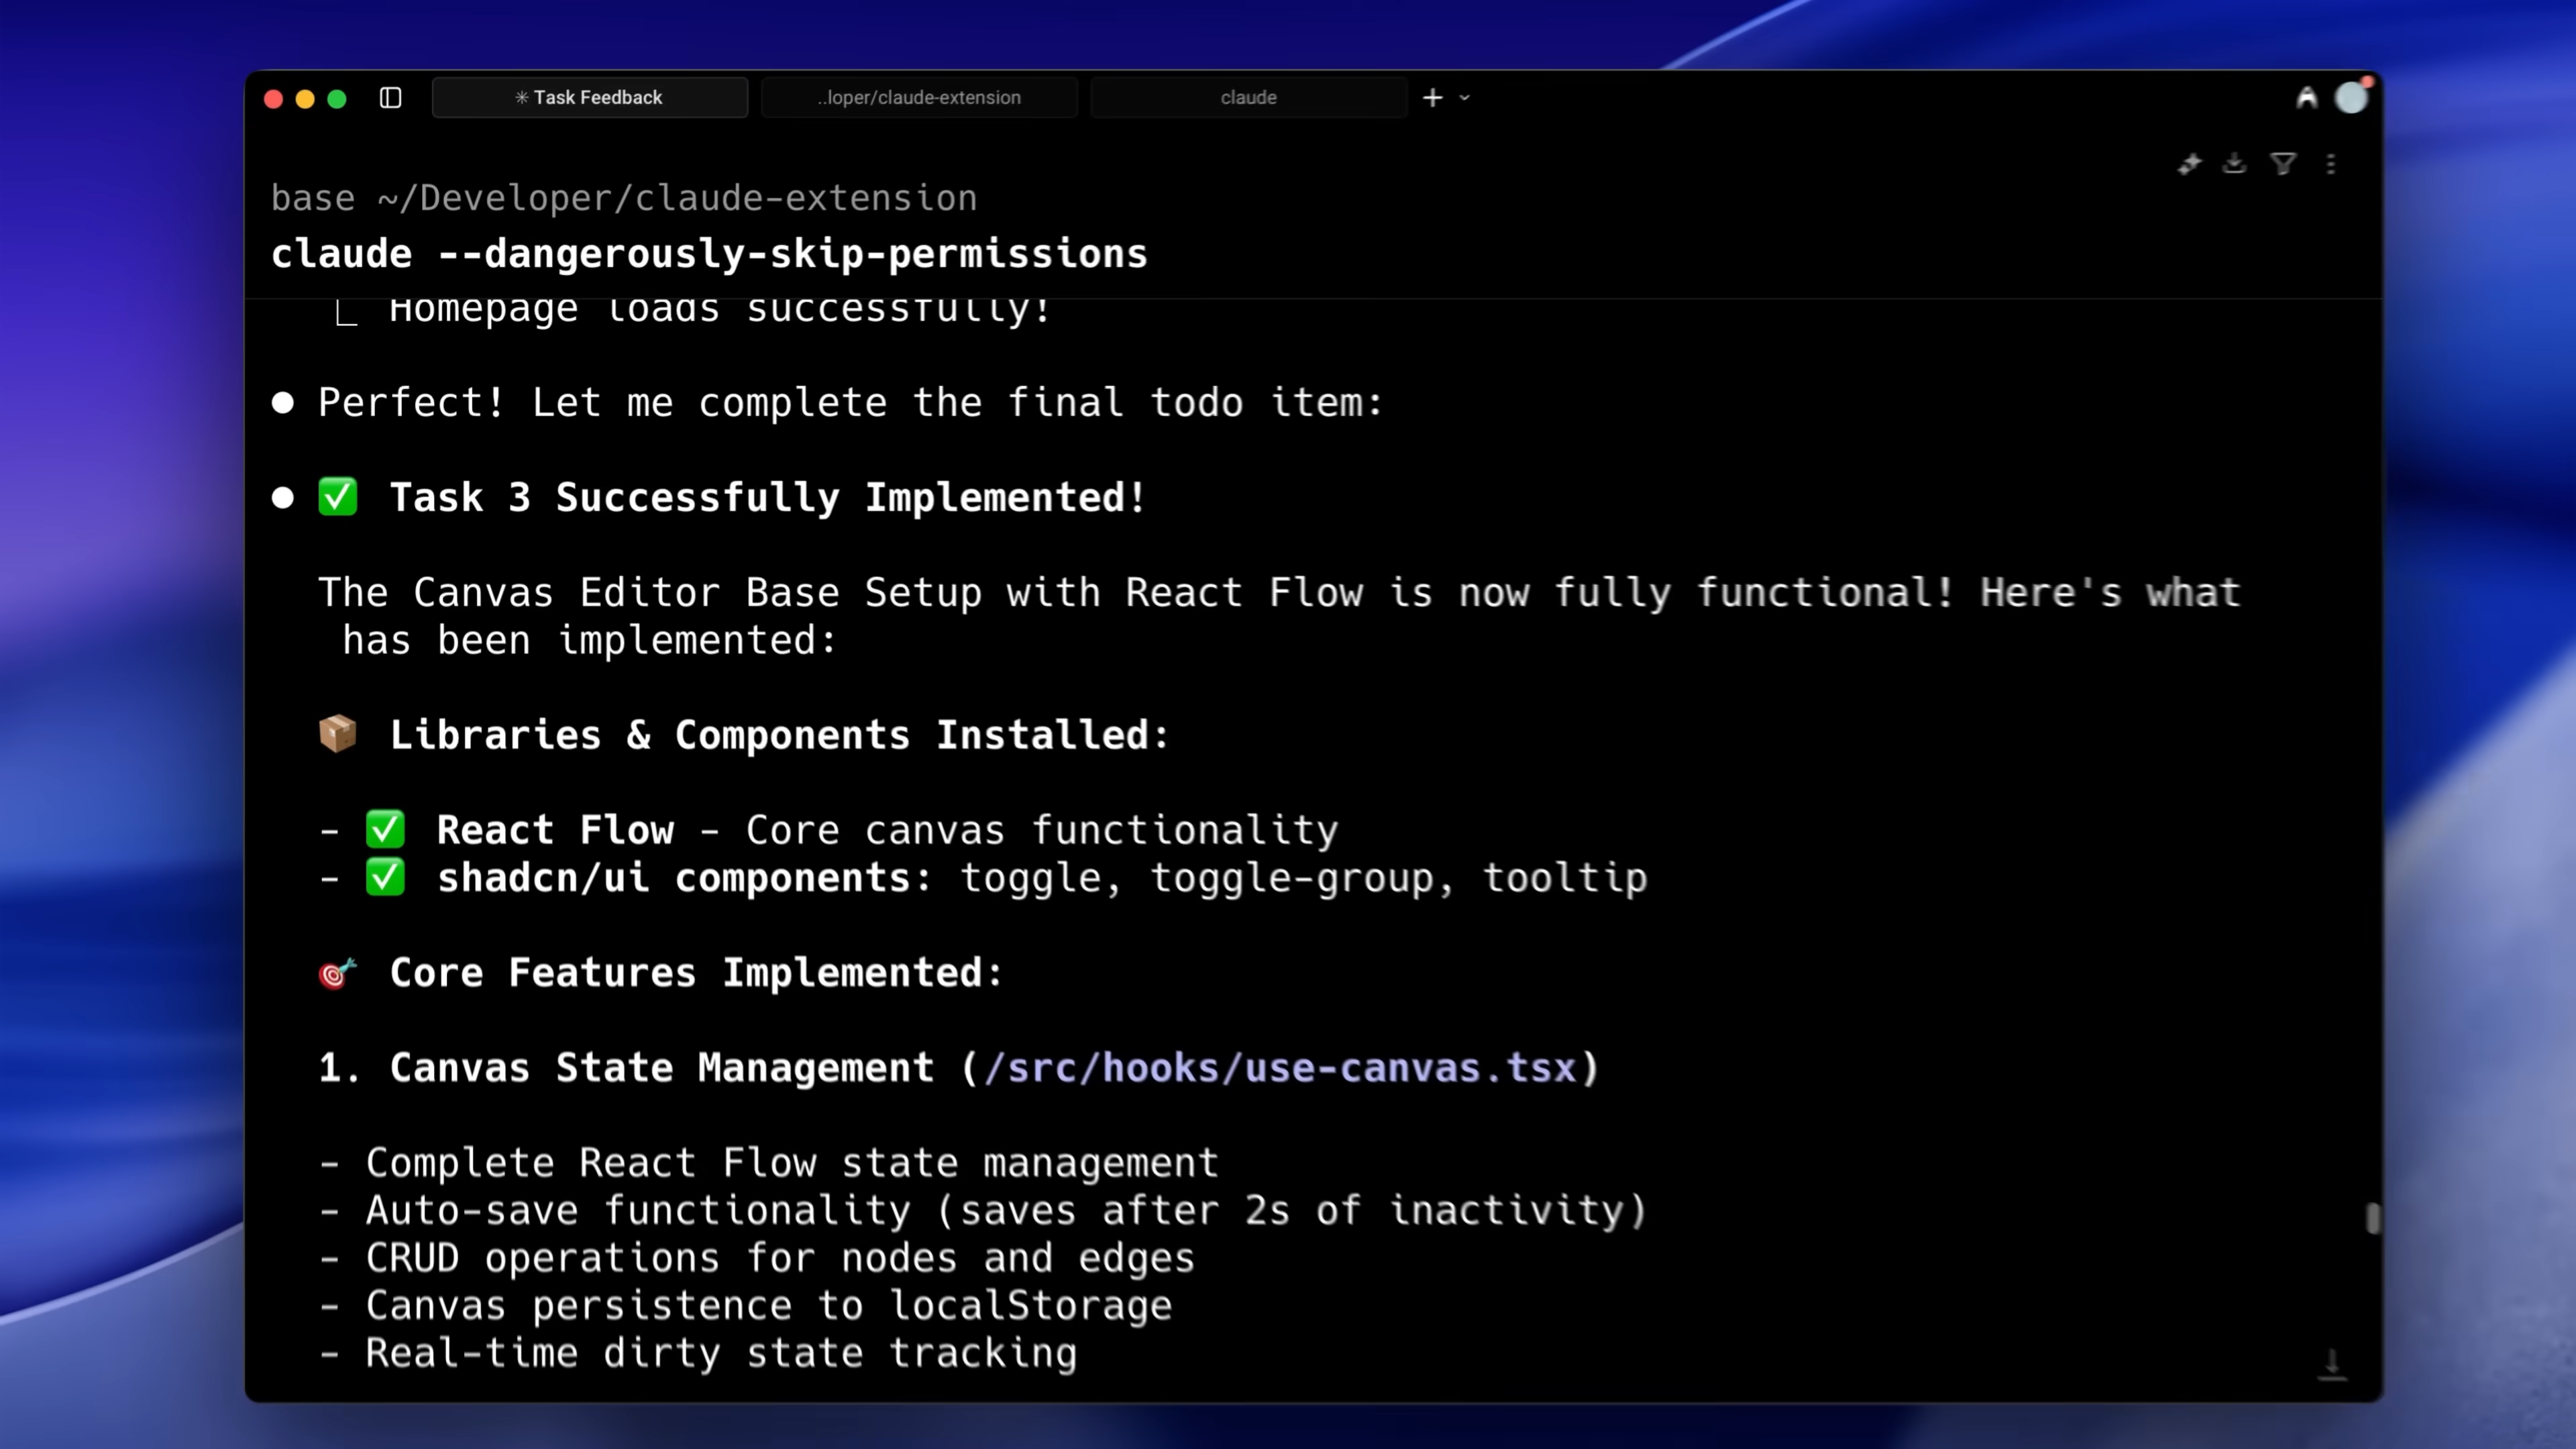 ✳ Task Feedback
..loper/claude-extension
claude
base ~/Developer/claude-extension
claude --dangerously-skip-permissions
Homepage loads successfully!
Perfect! Let me complete the final todo item:
✅ Task 3 Successfully Implemented!
The Canvas Editor Base Setup with React Flow is now fully functional! Here's what
has been implemented:
📦 Libraries & Components Installed:
- ✅ React Flow - Core canvas functionality
- ✅ shadcn/ui components: toggle, toggle-group, tooltip
🎯 Core Features Implemented:
1. Canvas State Management (/src/hooks/use-canvas.tsx)
- Complete React Flow state management
- Auto-save functionality (saves after 2s of inactivity)
- CRUD operations for nodes and edges
- Canvas persistence to localStorage
- Real-time dirty state tracking